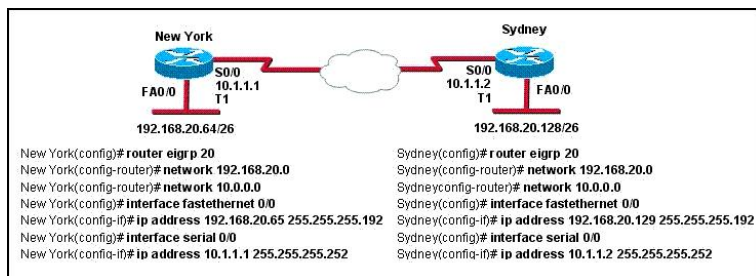 New York
Sydney
S0/0
10.1.1.1
T1
FA0/0
192.168.20.64/26
S0/0
10.1.1.2
T1
FA0/0
192.168.20.128/26
New York(config)# router eigrp 20
New York(config-router)# network 192.168.20.0
New York(config-router)# network 10.0.0.0
New York(config)# interface fastethernet 0/0
New York(config-if)# ip address 192.168.20.65 255.255.255.192
New York(config)# interface serial 0/0
New York(config-if)# ip address 10.1.1.1 255.255.255.252
Sydney(config)# router eigrp 20
Sydney(config-router)# network 192.168.20.0
Sydneyconfig-router)# network 10.0.0.0
Sydney(config)# interface fastethernet 0/0
Sydney(config-if)# ip address 192.168.20.129 255.255.255.192
Sydney(config)# interface serial 0/0
Sydney(config-if)# ip address 10.1.1.2 255.255.255.252